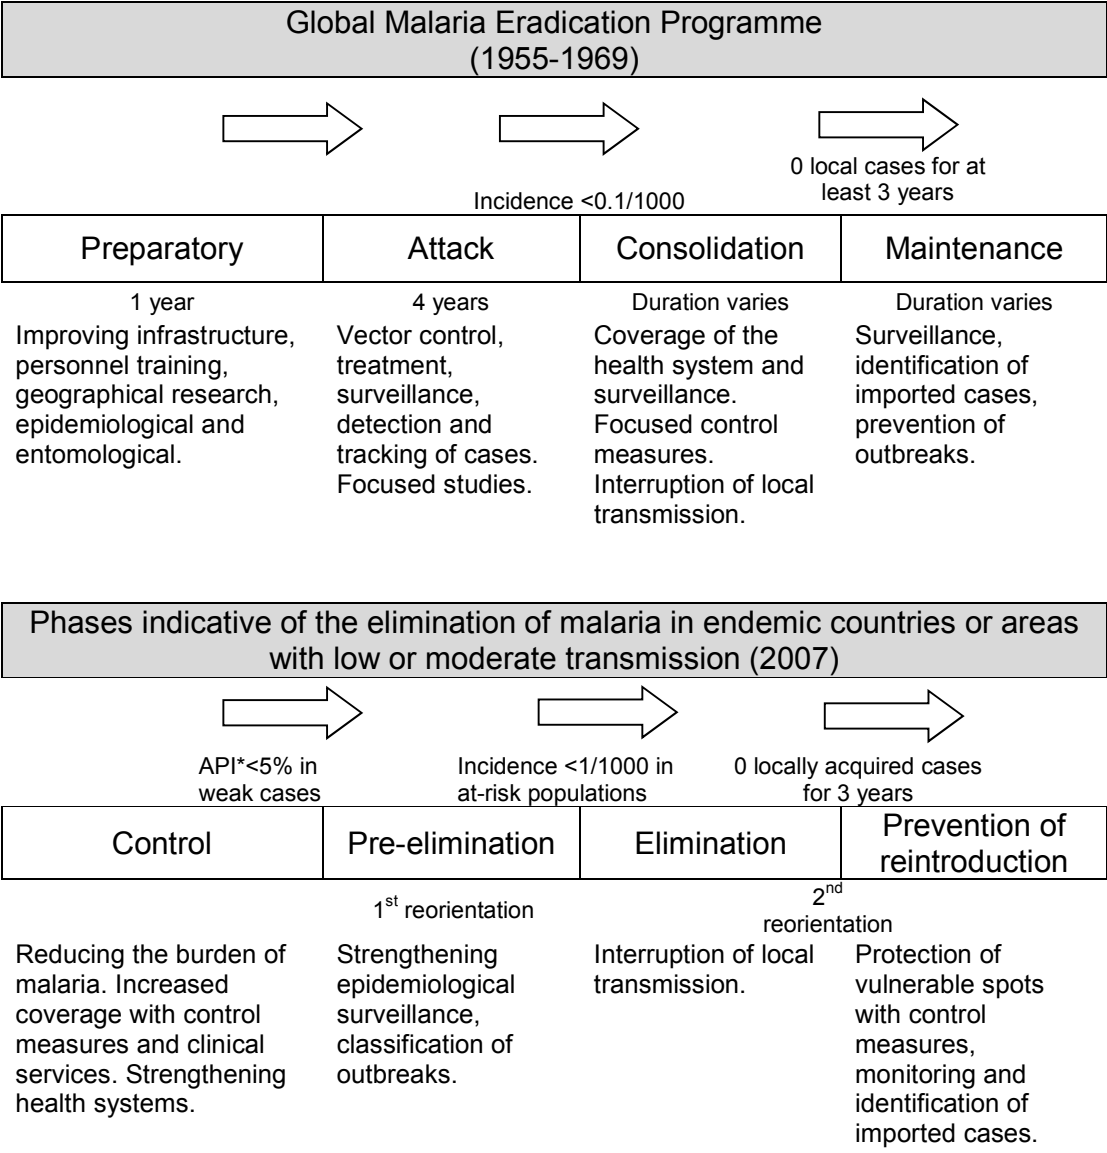 Global Malaria Eradication Programme
(1955-1969)
0 local cases for at
least 3 years
Incidence <0.1/1000
Preparatory
Attack
Consolidation
Maintenance
1 year
4 years
Duration varies
Duration varies
Improving infrastructure,
personnel training,
geographical research,
epidemiological and
entomological.
Vector control,
treatment,
surveillance,
detection and
tracking of cases.
Focused studies.
Coverage of the
health system and
surveillance.
Focused control
measures.
Interruption of local
transmission.
Surveillance,
identification of
imported cases,
prevention of
outbreaks.
Phases indicative of the elimination of malaria in endemic countries or areas
with low or moderate transmission (2007)
API*<5% in
weak cases
Incidence <1/1000 in
at-risk populations
0 locally acquired cases
for 3 years
Control
Pre-elimination
Elimination
Prevention of
reintroduction
1st reorientation
2nd
reorientation
Reducing the burden of
malaria. Increased
coverage with control
measures and clinical
services. Strengthening
health systems.
Strengthening
epidemiological
surveillance,
classification of
outbreaks.
Interruption of local
transmission.
Protection of
vulnerable spots
with control
measures,
monitoring and
identification of
imported cases.